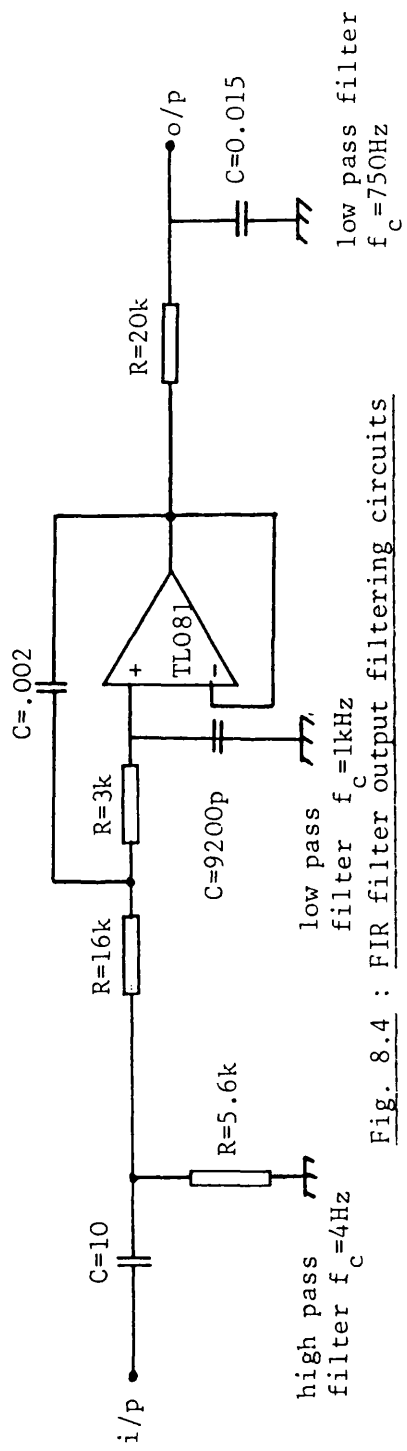 i/p
C=10
R=5.6k
high pass
filter f_c=4Hz
R=16k
R=3k
C=.002
C=9200p
low pass
filter f_c=1kHz
+
-
TL081
R=20k
C=0.015
o/p
low pass filter
f_c=750Hz
Fig. 8.4 : FIR filter output filtering circuits